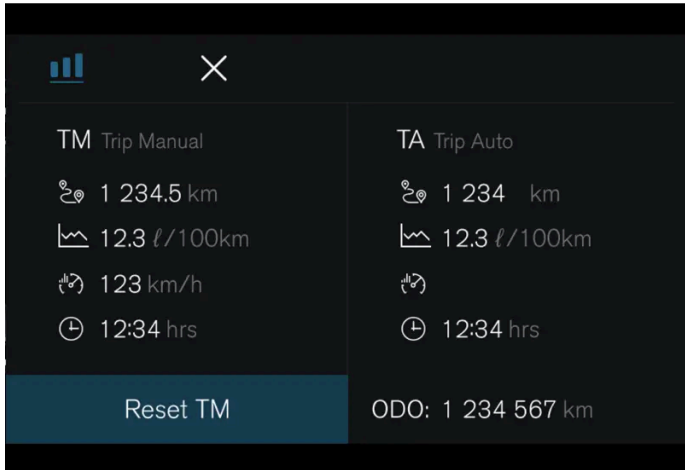 TM Trip Manual
1 234.5 km
12.3 ℓ/100km
123 km/h
12:34 hrs
Reset TM
TA Trip Auto
1 234 km
12.3 ℓ/100km
12:34 hrs
ODO: 1 234 567 km